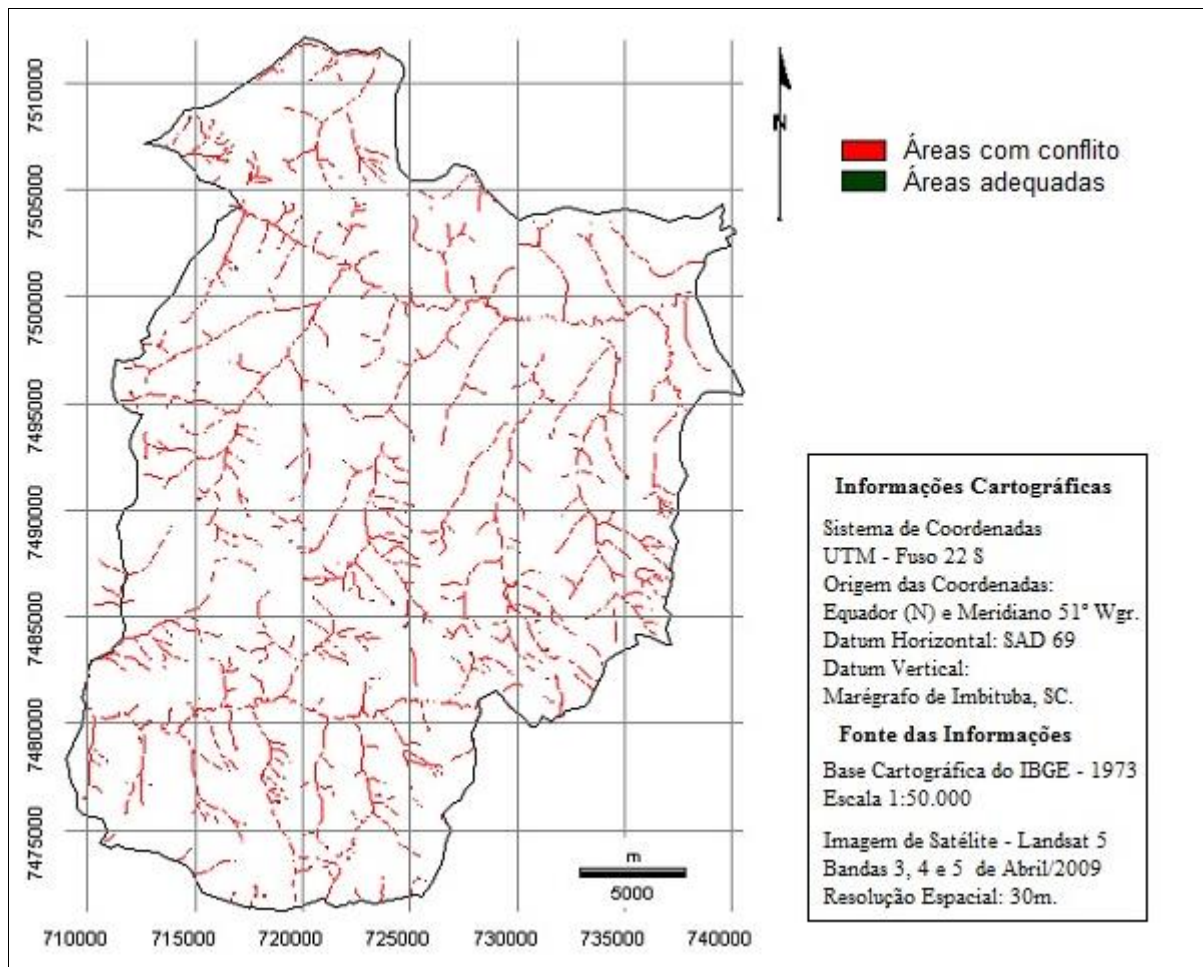 7510000
7505000
7500000
7495000
7490000
7485000
7480000
7475000
710000 715000 720000 725000 730000 735000 740000
N
Áreas com conflito
Áreas adequadas
m
5000
Informações Cartográficas
Sistema de Coordenadas
UTM - Fuso 22 S
Origem das Coordenadas:
Equador (N) e Meridiano 51° Wgr.
Datum Horizontal: SAD 69
Datum Vertical:
Marégrafo de Imbituba, SC.
Fonte das Informações
Base Cartográfica do IBGE - 1973
Escala 1:50.000
Imagem de Satélite - Landsat 5
Bandas 3, 4 e 5 de Abril/2009
Resolução Espacial: 30m.